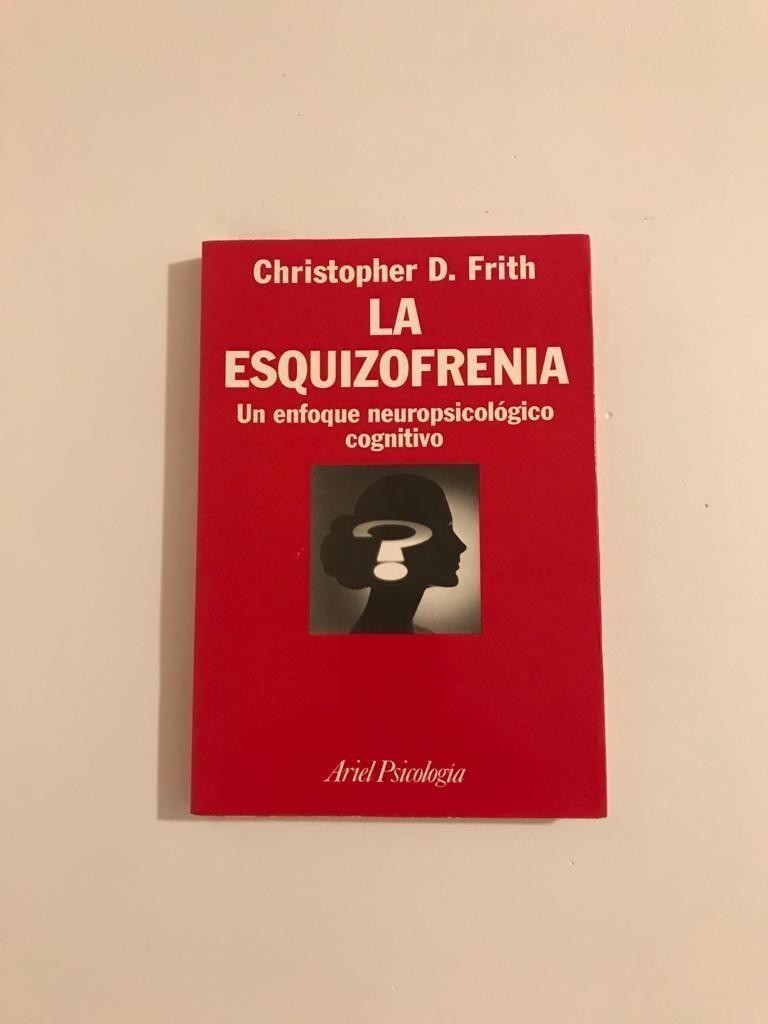 Christopher D. Frith
LA
ESQUIZOFRENIA
Un enfoque neuropsicológico
cognitivo
?
Ariel Psicología